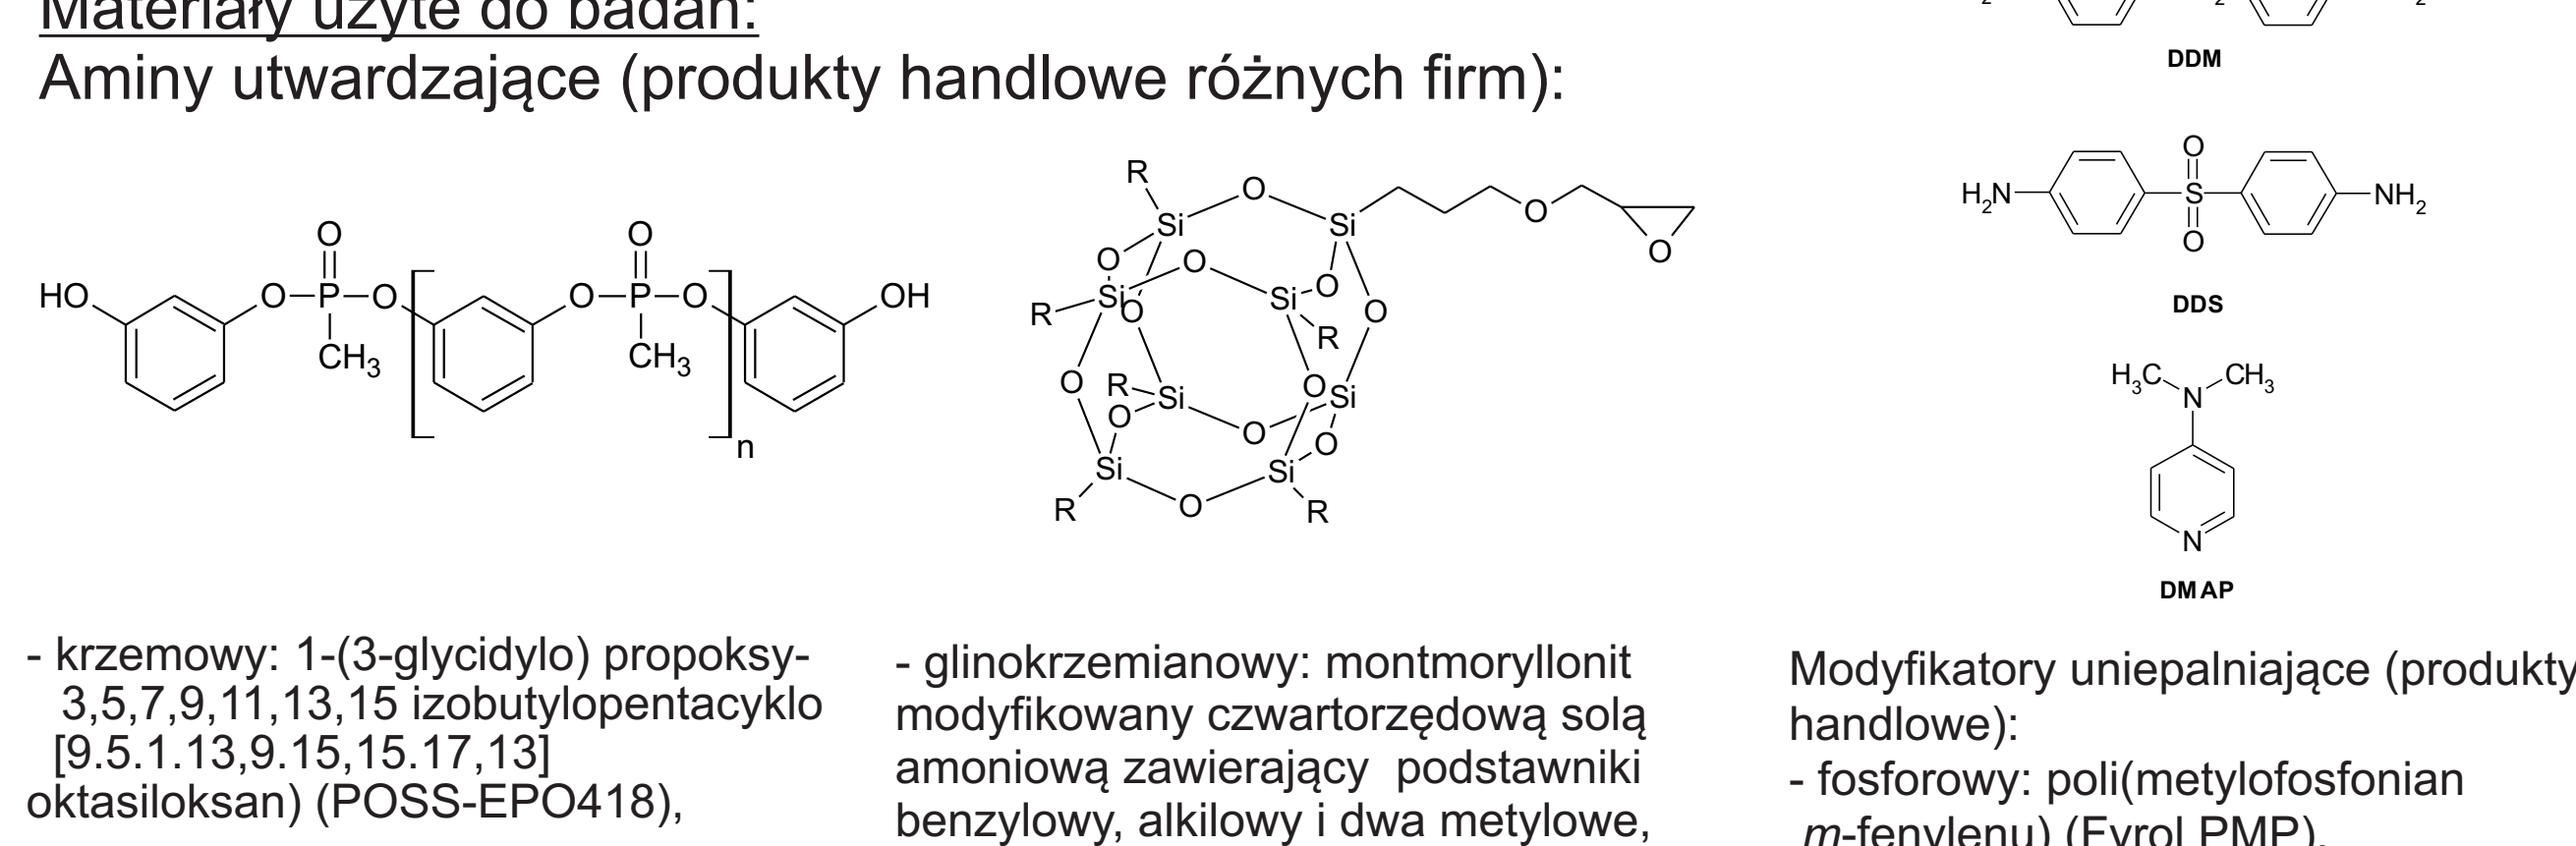 Materiały użyte do badań:
Aminy utwardzające (produkty handlowe różnych firm):
HO O P O O CH3
O P O O CH3 n OH
R Si O Si O
O Si O Si O R
R O O
O R Si O Si
O O
Si O Si
R R
DDM
H2N S O O NH2
DDS
H3C N CH3
N
DMAP
- krzemowy: 1-(3-glycidylo) propoksy-
3,5,7,9,11,13,15 izobutylopentacyklo
[9.5.1.13,9.15,15.17,13]
oktasiloksan) (POSS-EPO418),
- glinokrzemianowy: montmoryllonit
modyfikowany czwartorzędową solą
amoniową zawierający podstawniki
benzylowy, alkilowy i dwa metylowe,
Modyfikatory uniepalniające (produkty
handlowe):
- fosforowy: poli(metylofosfonian
m-fenylenu) (Fyrol PMP),